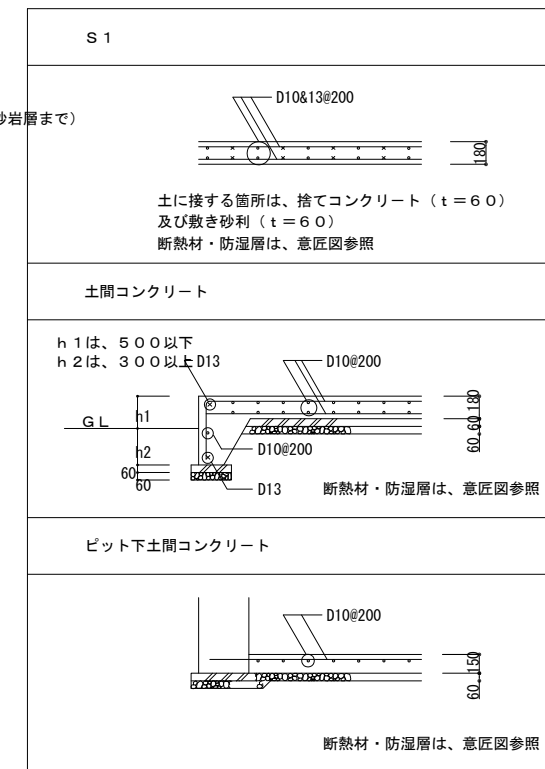 Ｓ１
砂岩層まで）
D10&13@200
180
土に接する箇所は、捨てコンクリート（ｔ＝６０）
及び敷き砂利（ｔ＝６０）
断熱材・防湿層は、意匠図参照
土間コンクリート
ｈ１は、５００以下
ｈ２は、３００以上
D13
D10@200
ＧＬ
h1
h2
60
60
D10@200
D13
180
60
60
断熱材・防湿層は、意匠図参照
ピット下土間コンクリート
D10@200
150
60
断熱材・防湿層は、意匠図参照